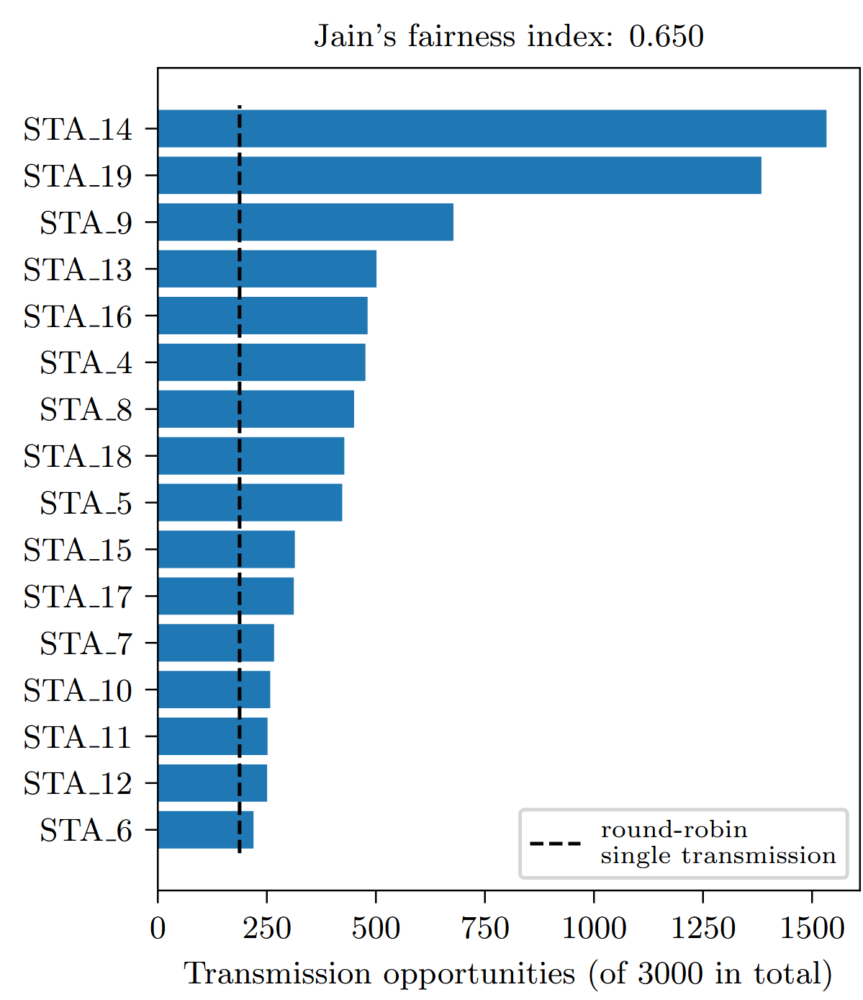 Jain's fairness index: 0.650
STA_14
STA_19
STA_9
STA_13
STA_16
STA_4
STA_8
STA_18
STA_5
STA_15
STA_17
STA_7
STA_10
STA_11
STA_12
STA_6
round-robin
single transmission
0 250 500 750 1000 1250 1500
Transmission opportunities (of 3000 in total)